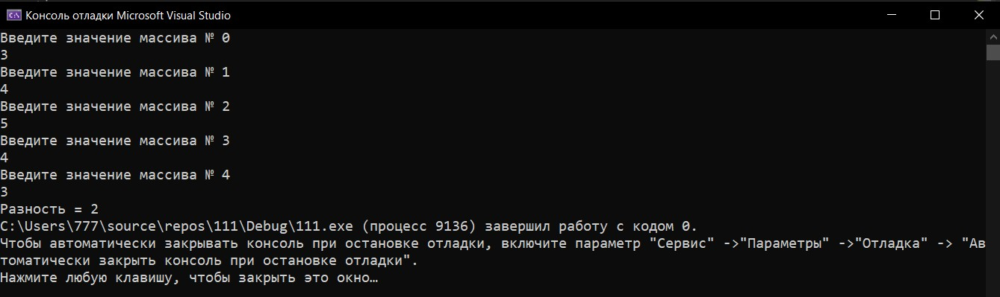 Консоль отладки Microsoft Visual Studio
Введите значение массива № 0
3
Введите значение массива № 1
4
Введите значение массива № 2
5
Введите значение массива № 3
4
Введите значение массива № 4
3
Разность = 2
C:\Users\777\source\repos\111\Debug\111.exe (процесс 9136) завершил работу с кодом 0.
Чтобы автоматически закрывать консоль при остановке отладки, включите параметр "Сервис" ->"Параметры" ->"Отладка" -> "Ав
томатически закрыть консоль при остановке отладки".
Нажмите любую клавишу, чтобы закрыть это окно…